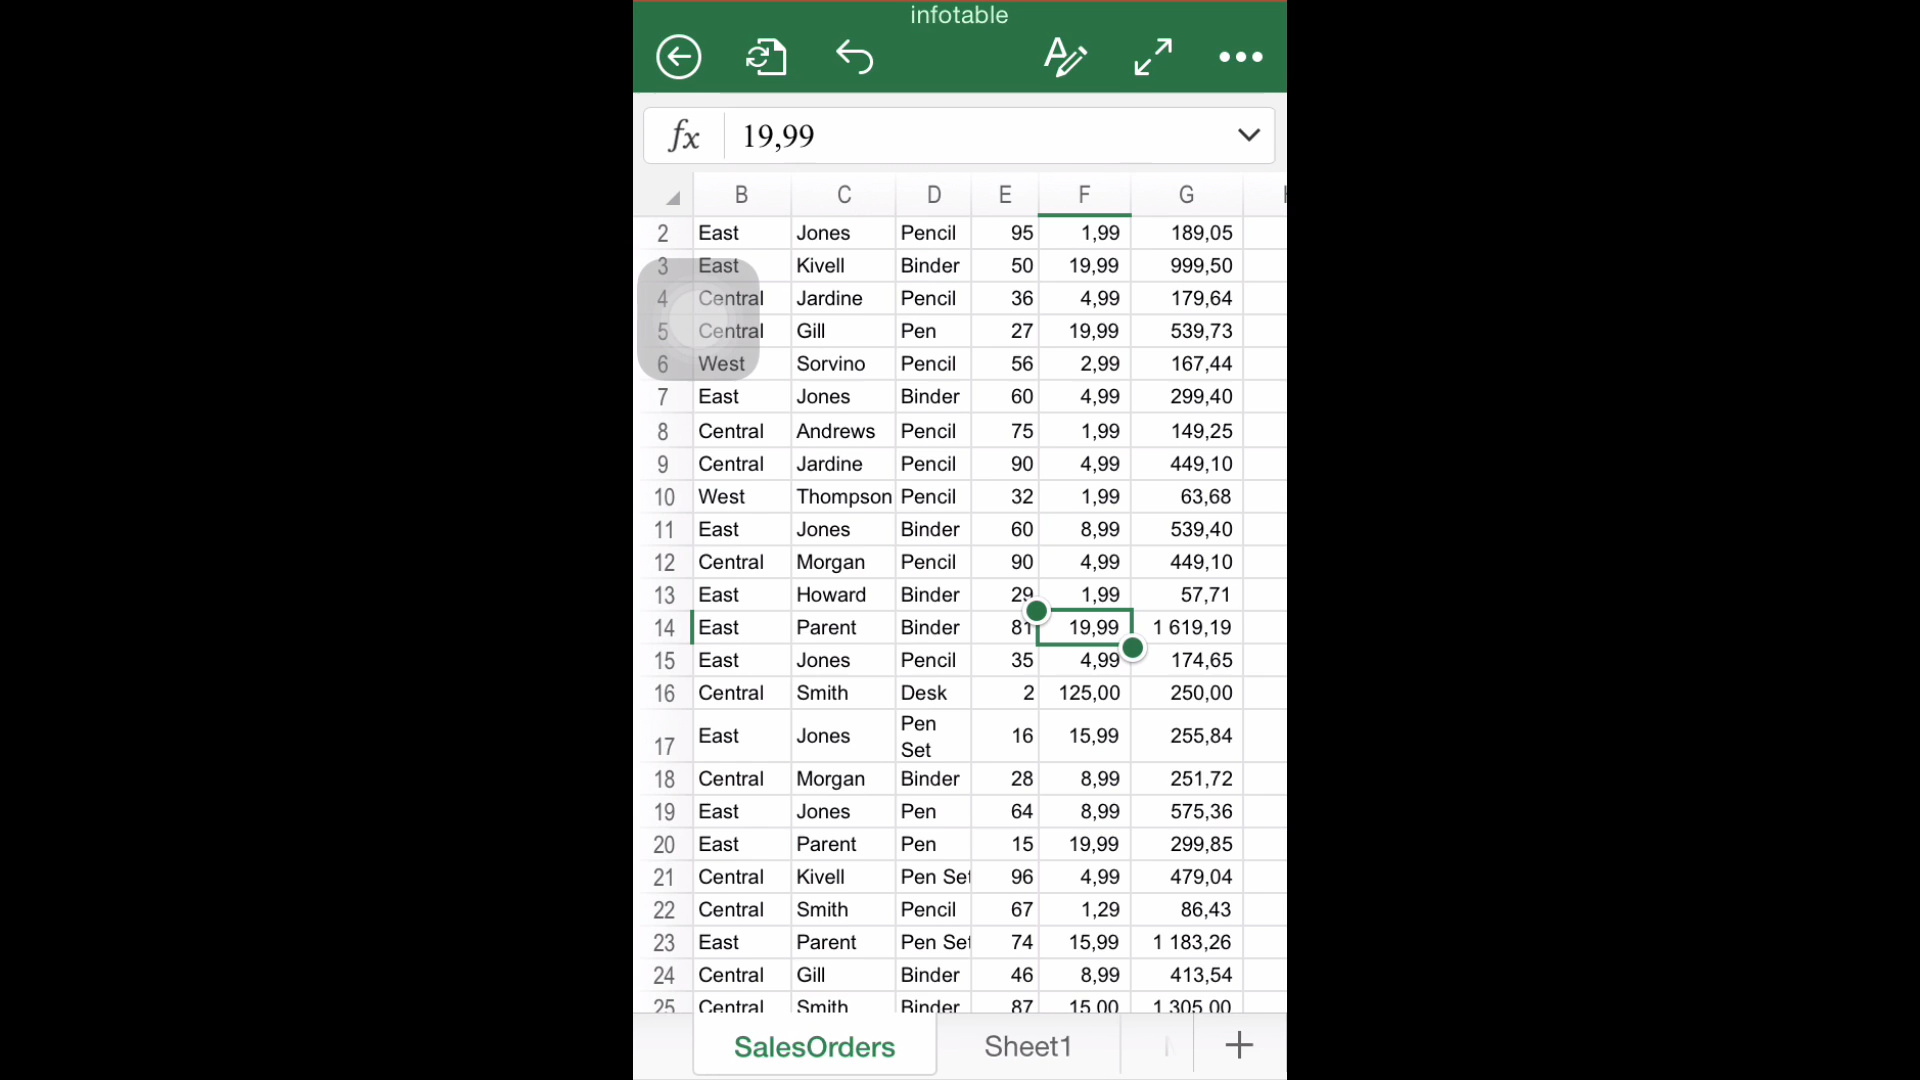 infotable
fx 19,99
B C D E F G
2 East Jones Pencil 95 1,99 189,05
3 East Kivell Binder 50 19,99 999,50
4 Central Jardine Pencil 36 4,99 179,64
5 Central Gill Pen 27 19,99 539,73
6 West Sorvino Pencil 56 2,99 167,44
7 East Jones Binder 60 4,99 299,40
8 Central Andrews Pencil 75 1,99 149,25
9 Central Jardine Pencil 90 4,99 449,10
10 West Thompson Pencil 32 1,99 63,68
11 East Jones Binder 60 8,99 539,40
12 Central Morgan Pencil 90 4,99 449,10
13 East Howard Binder 29 1,99 57,71
14 East Parent Binder 81 19,99 1 619,19
15 East Jones Pencil 35 4,99 174,65
16 Central Smith Desk 2 125,00 250,00
17 East Jones Pen Set 16 15,99 255,84
18 Central Morgan Binder 28 8,99 251,72
19 East Jones Pen 64 8,99 575,36
20 East Parent Pen 15 19,99 299,85
21 Central Kivell Pen Set 96 4,99 479,04
22 Central Smith Pencil 67 1,29 86,43
23 East Parent Pen Set 74 15,99 1 183,26
24 Central Gill Binder 46 8,99 413,54
25 Central Smith Binder 87 15,00 1 305,00
SalesOrders Sheet1